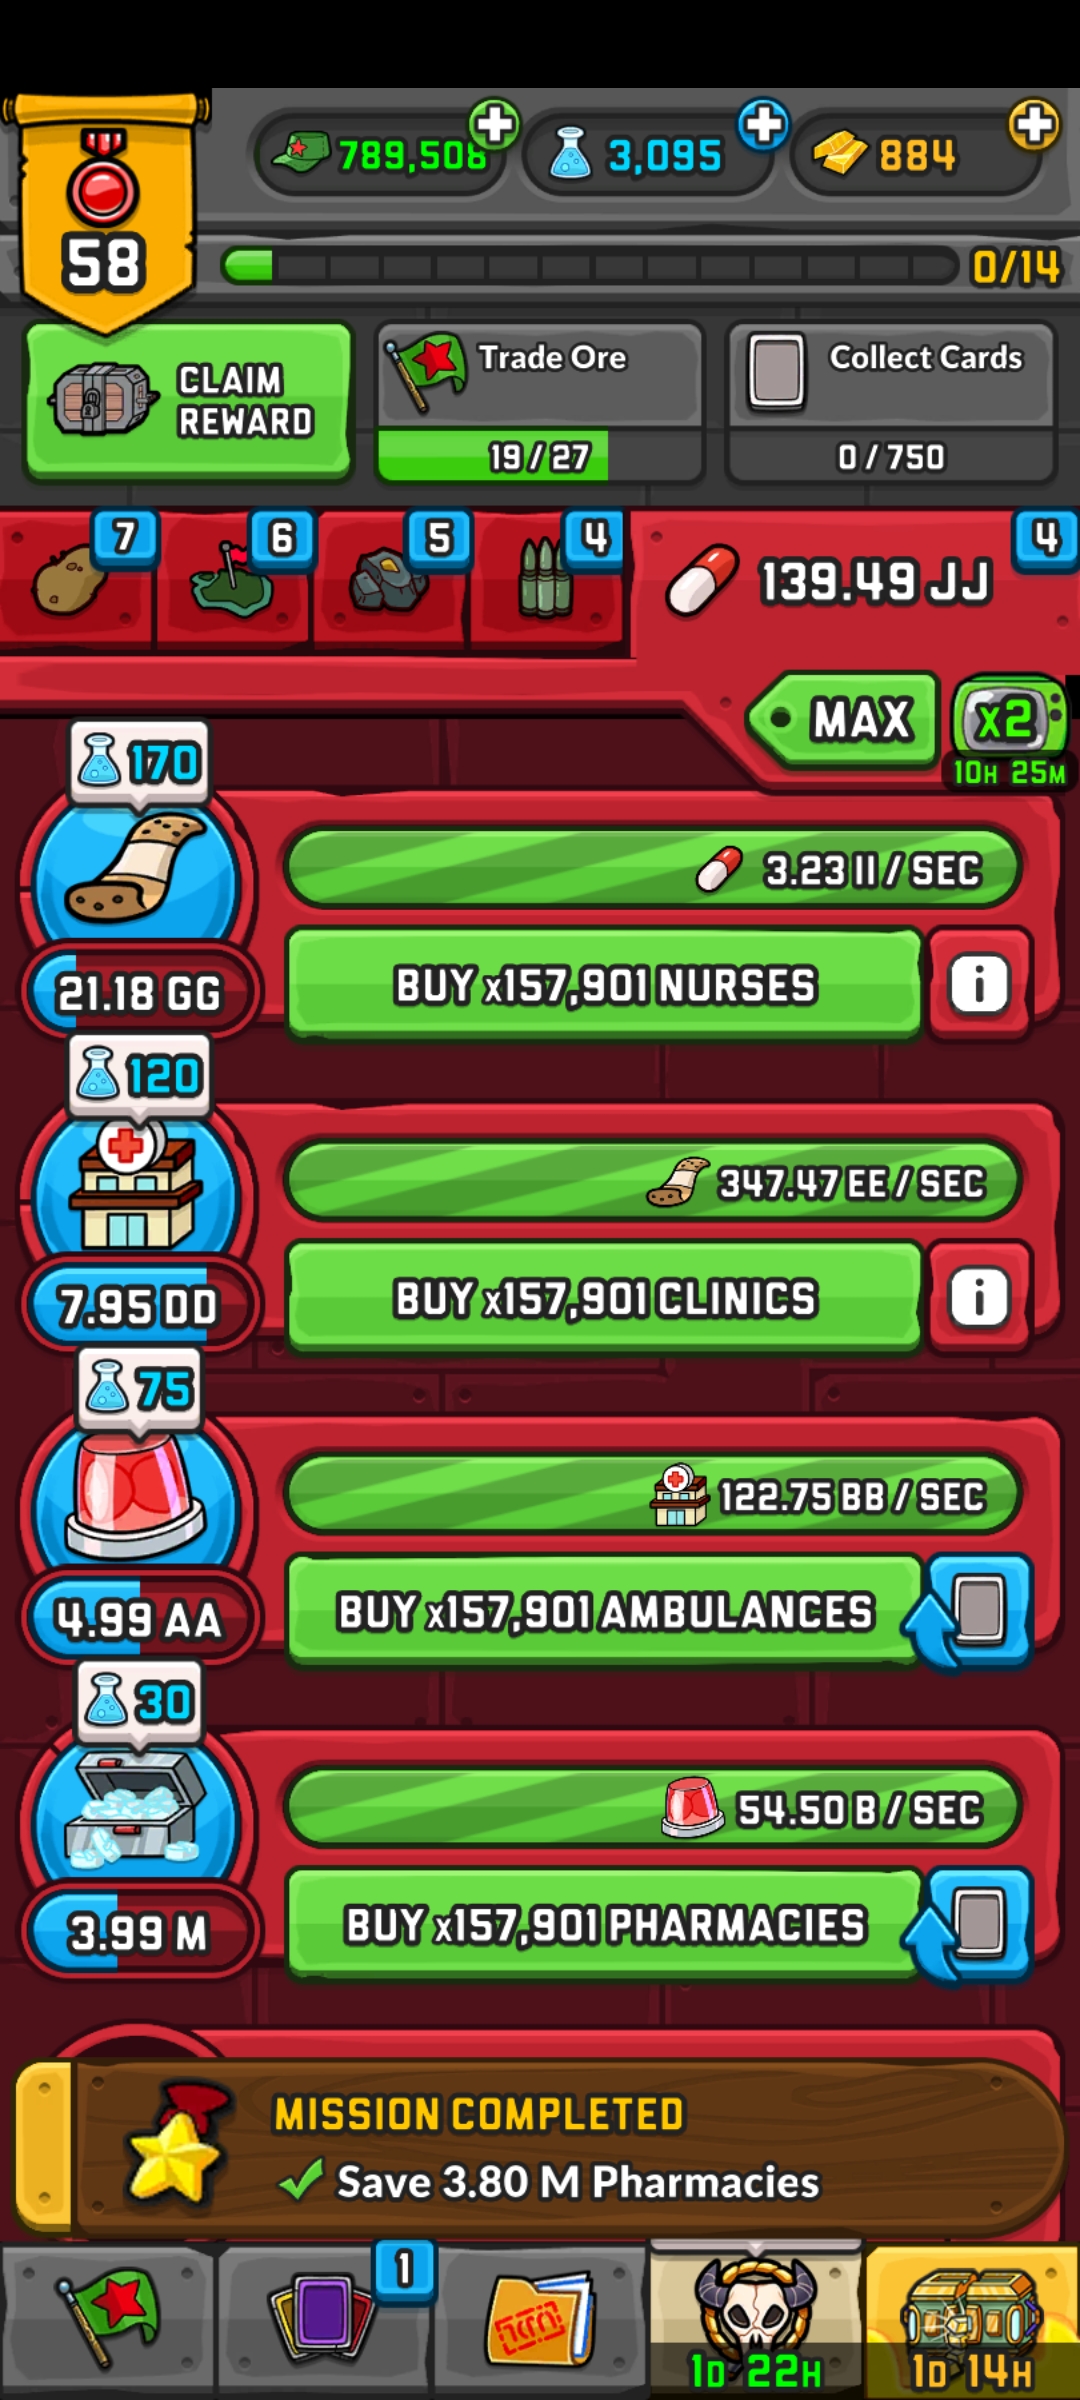 58
789,508
3,095
884
0/14
CLAIM
REWARD
Trade Ore
19/27
Collect Cards
0/750
7
6
5
4
139.49 JJ
4
MAX
x2
10H 25M
170
3.23 II / SEC
21.18 GG
BUY x157,901 NURSES
i
120
347.47 EE / SEC
7.95 DD
BUY x157,901 CLINICS
i
75
122.75 BB / SEC
4.99 AA
BUY x157,901 AMBULANCES
30
54.50 B / SEC
3.99 M
BUY x157,901 PHARMACIES
MISSION COMPLETED
Save 3.80 M Pharmacies
1
1D 22H
1D 14H